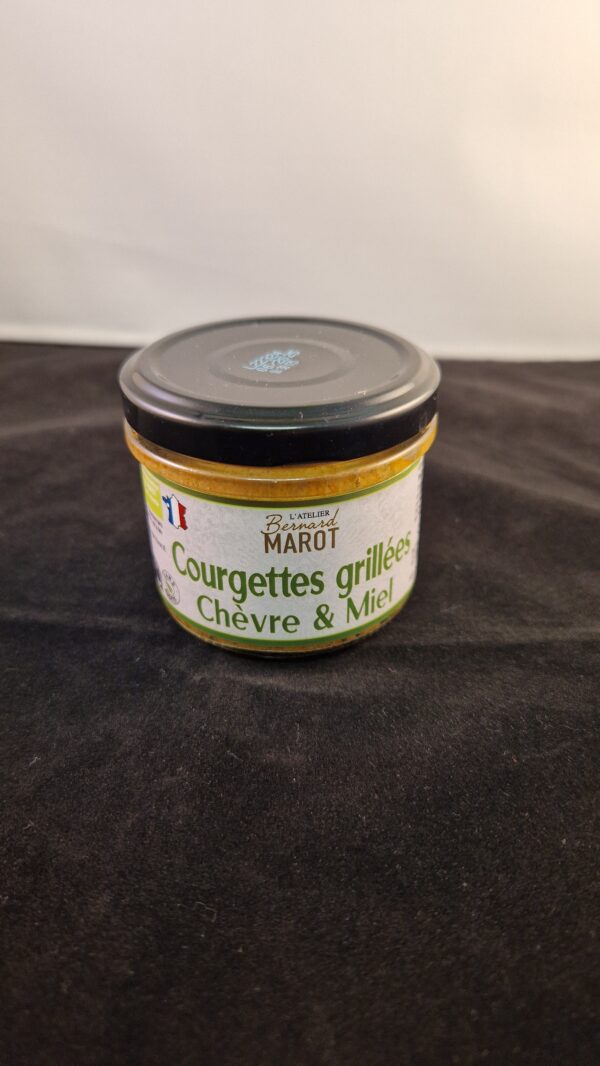 L'ATELIER
Bernard
MAROT
Courgettes grillées
Chèvre & Miel